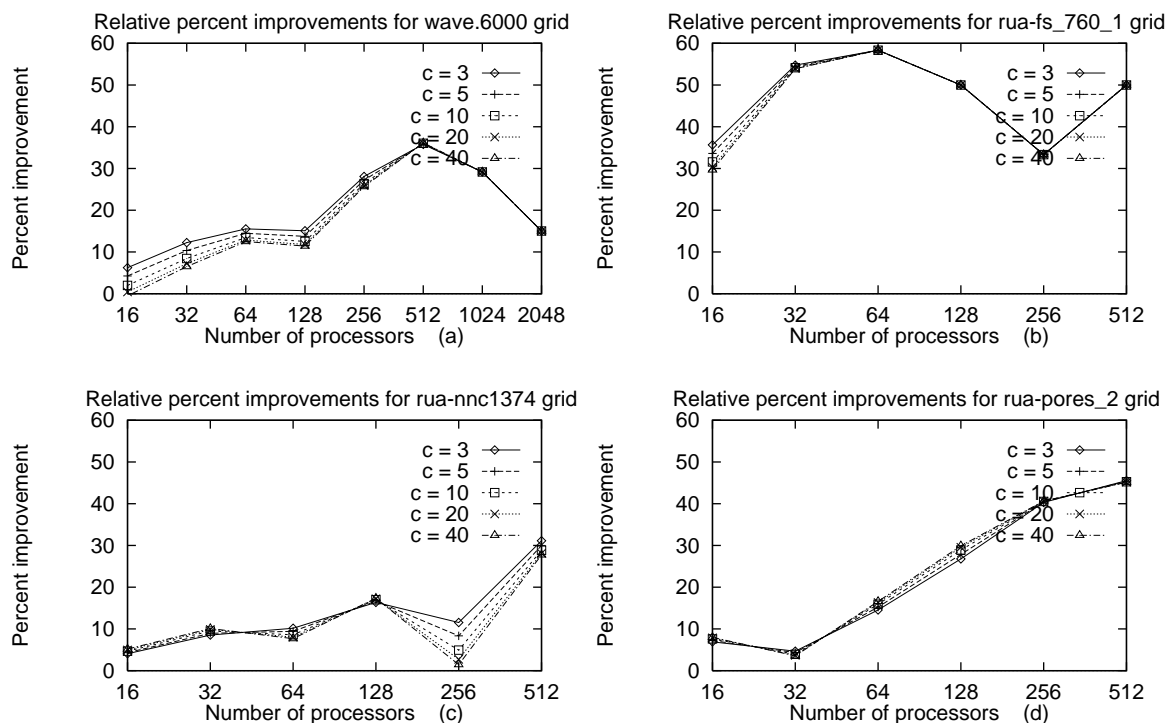 Relative percent improvements for wave.6000 grid
60
50
40
30
20
10
0
Percent improvement
c = 3
c = 5
c = 10
c = 20
c = 40
16 32 64 128 256 512 1024 2048
Number of processors (a)
Relative percent improvements for rua-fs_760_1 grid
60
50
40
30
20
10
0
Percent improvement
c = 3
c = 5
c = 10
c = 20
c = 40
16 32 64 128 256 512
Number of processors (b)
Relative percent improvements for rua-nnc1374 grid
60
50
40
30
20
10
0
Percent improvement
c = 3
c = 5
c = 10
c = 20
c = 40
16 32 64 128 256 512
Number of processors (c)
Relative percent improvements for rua-pores_2 grid
60
50
40
30
20
10
0
Percent improvement
c = 3
c = 5
c = 10
c = 20
c = 40
16 32 64 128 256 512
Number of processors (d)